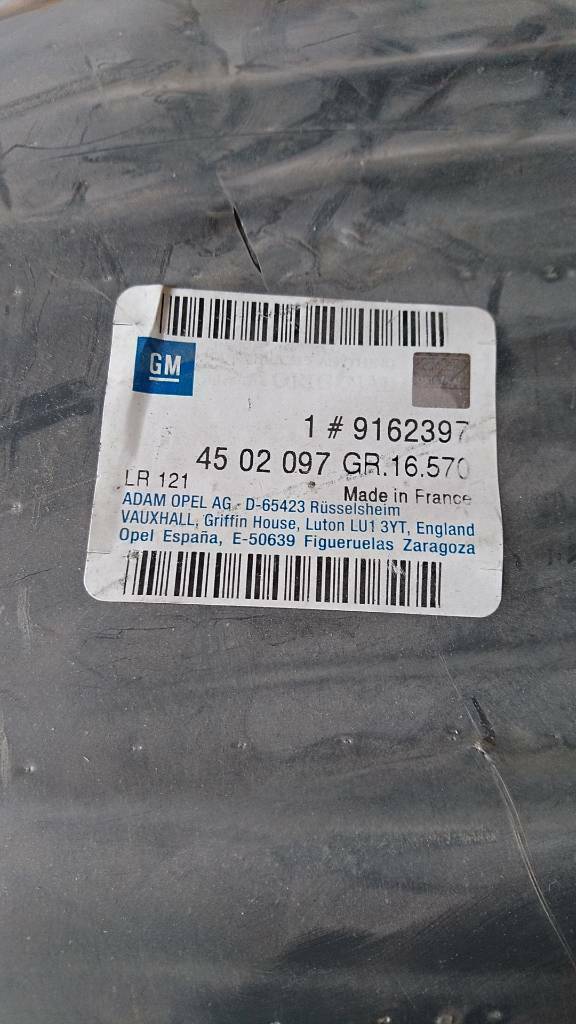 GM
1 # 9162397
45 02 097 GR.16.570
LR 121
Made in France
ADAM OPEL AG - D-65423 Rüsselsheim
VAUXHALL, Griffin House, Luton LU1 3YT, England
Opel España, E-50639 Figueruelas Zaragoza